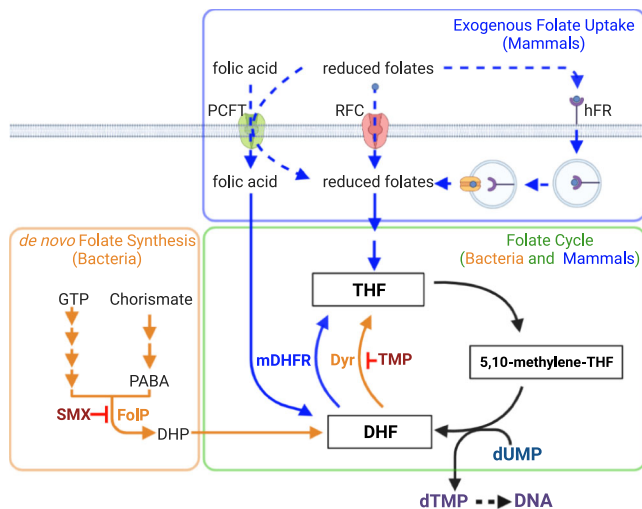 Exogenous Folate Uptake
(Mammals)
folic acid
reduced folates
PCFT
RFC
hFR
folic acid
reduced folates
de novo Folate Synthesis
(Bacteria)
Folate Cycle
(Bacteria and Mammals)
GTP
Chorismate
THF
mDHFR
Dyr
TMP
5,10-methylene-THF
PABA
SMX
FolP
DHP
DHF
dUMP
dTMP
DNA